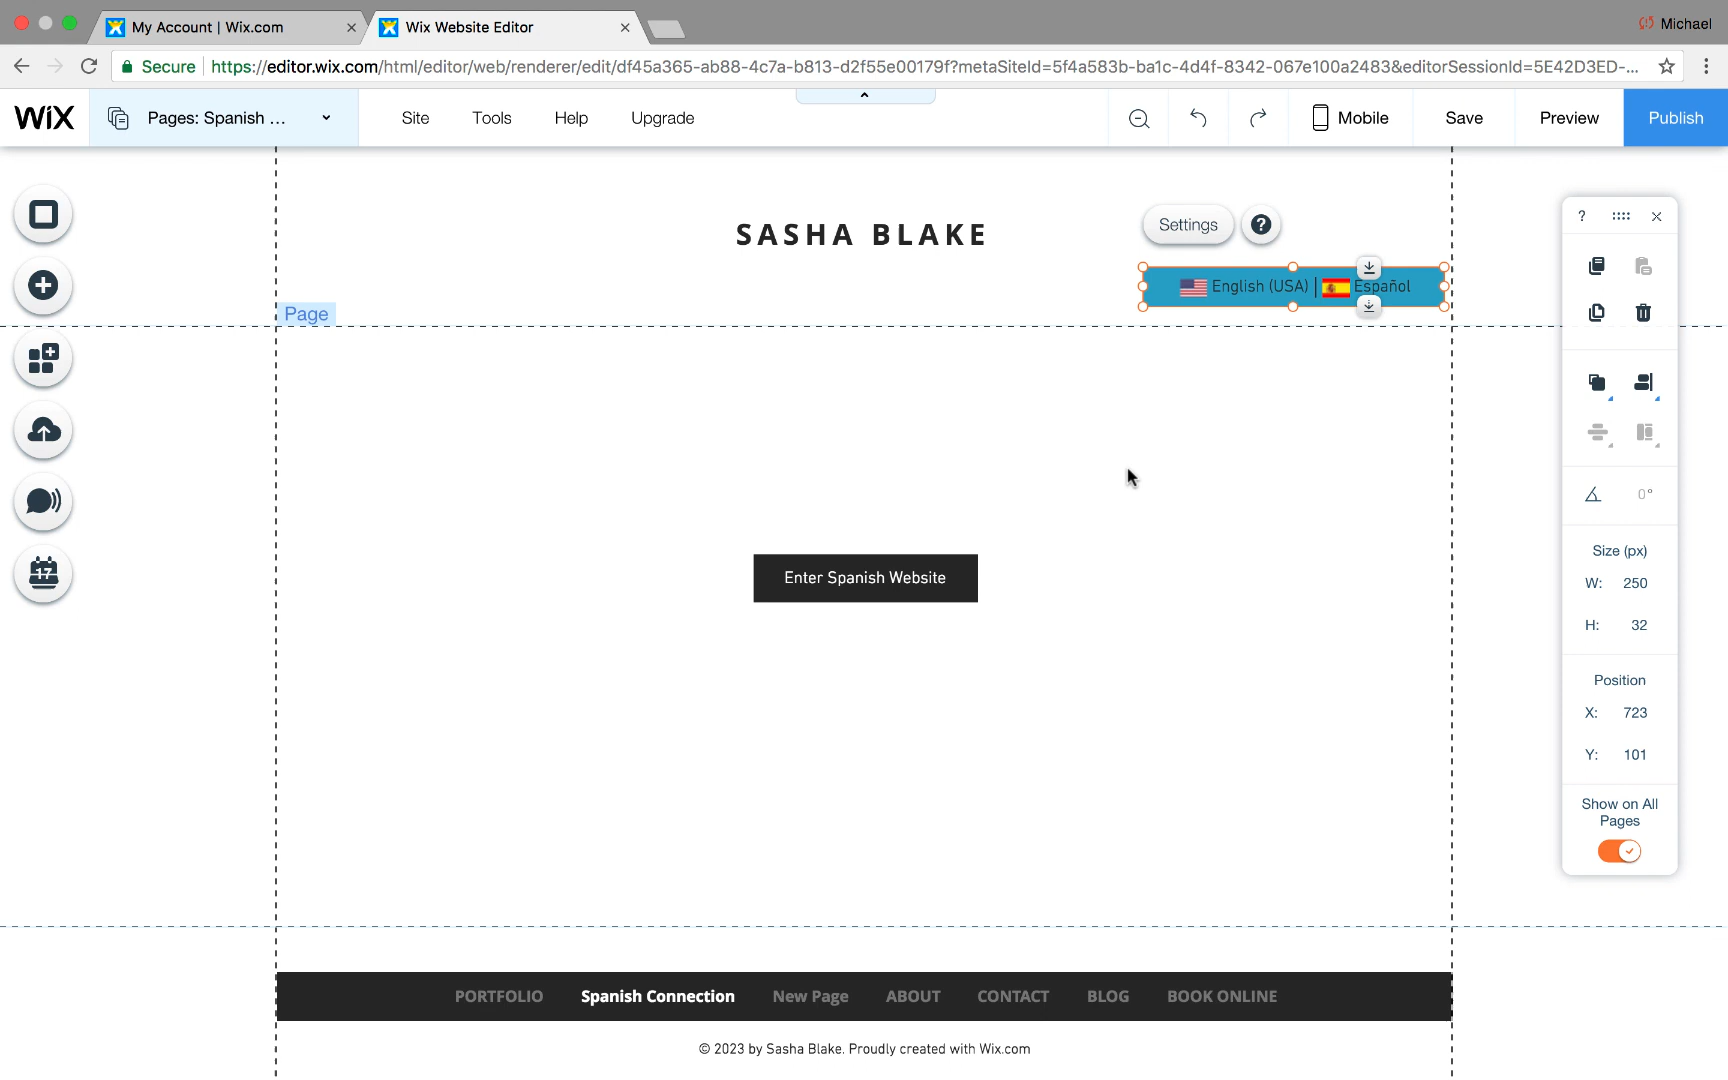 My Account | Wix.com
Wix Website Editor
Michael
Secure
https://editor.wix.com/html/editor/web/renderer/edit/df45a365-ab88-4c7a-b813-d2f55e00179f?metaSiteId=5f4a583b-ba1c-4d4f-8342-067e100a2483&editorSessionId=5E42D3ED-...
WiX
Pages: Spanish ...
Site
Tools
Help
Upgrade
Mobile
Save
Preview
Publish
SASHA BLAKE
Settings
?
English (USA) | Español
Page
?
0°
Size (px)
W: 250
H: 32
Position
X: 723
Y: 101
Show on All
Pages
17
Enter Spanish Website
PORTFOLIO
Spanish Connection
New Page
ABOUT
CONTACT
BLOG
BOOK ONLINE
© 2023 by Sasha Blake. Proudly created with Wix.com